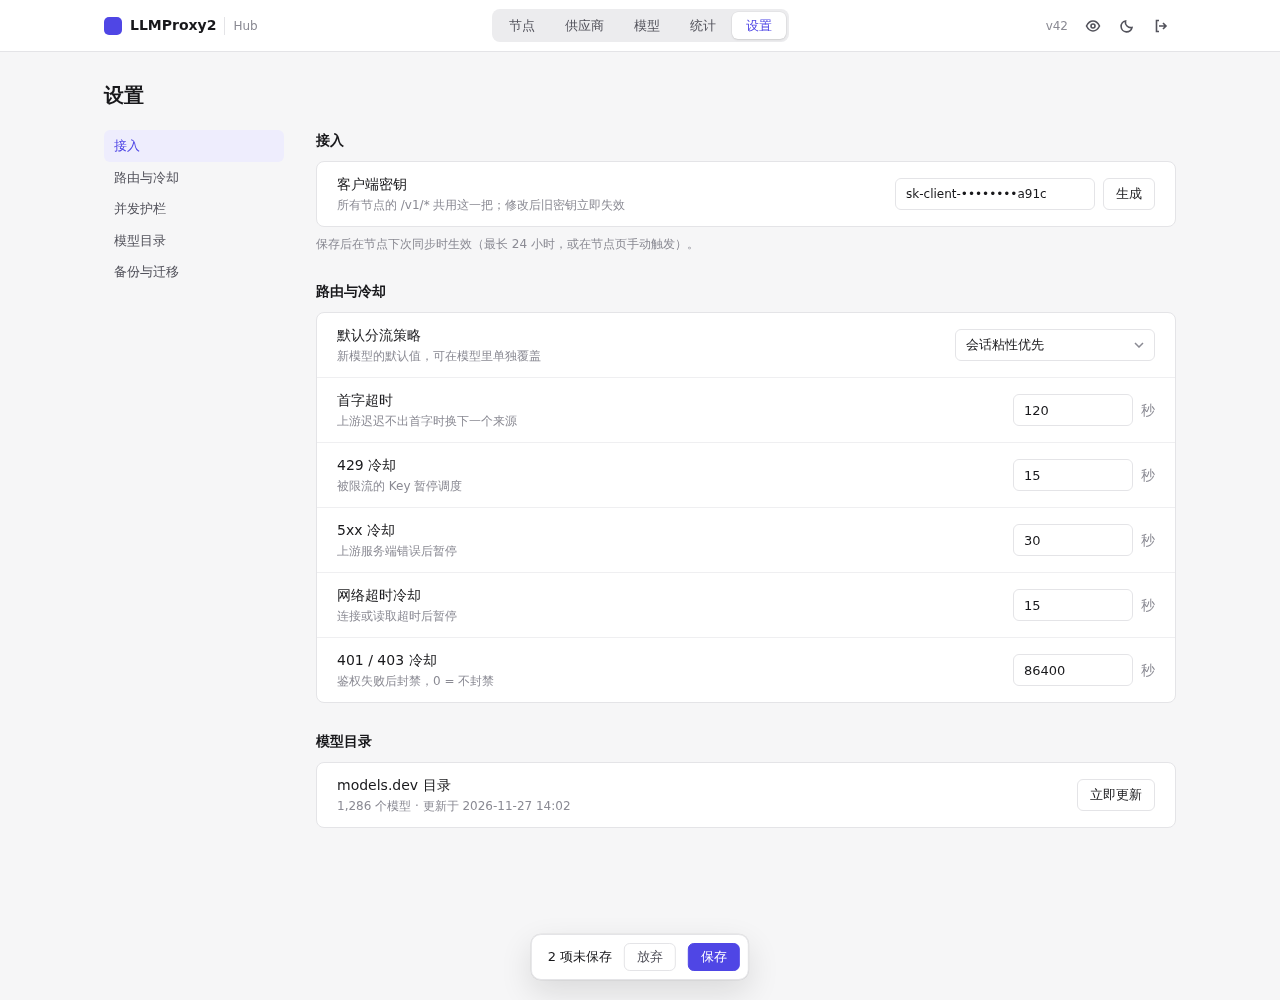 LLMProxy2 Hub
节点 供应商 模型 统计 设置
v42
设置
接入
路由与冷却
并发护栏
模型目录
备份与迁移
接入
客户端密钥
所有节点的 /v1/* 共用这一把；修改后旧密钥立即失效
sk-client-••••••••a91c 生成
保存后在节点下次同步时生效（最长 24 小时，或在节点页手动触发）。
路由与冷却
默认分流策略
新模型的默认值，可在模型里单独覆盖
会话粘性优先
首字超时
上游迟迟不出首字时换下一个来源
120 秒
429 冷却
被限流的 Key 暂停调度
15 秒
5xx 冷却
上游服务端错误后暂停
30 秒
网络超时冷却
连接或读取超时后暂停
15 秒
401 / 403 冷却
鉴权失败后封禁，0 = 不封禁
86400 秒
模型目录
models.dev 目录
1,286 个模型 · 更新于 2026-11-27 14:02
立即更新
2 项未保存 放弃 保存